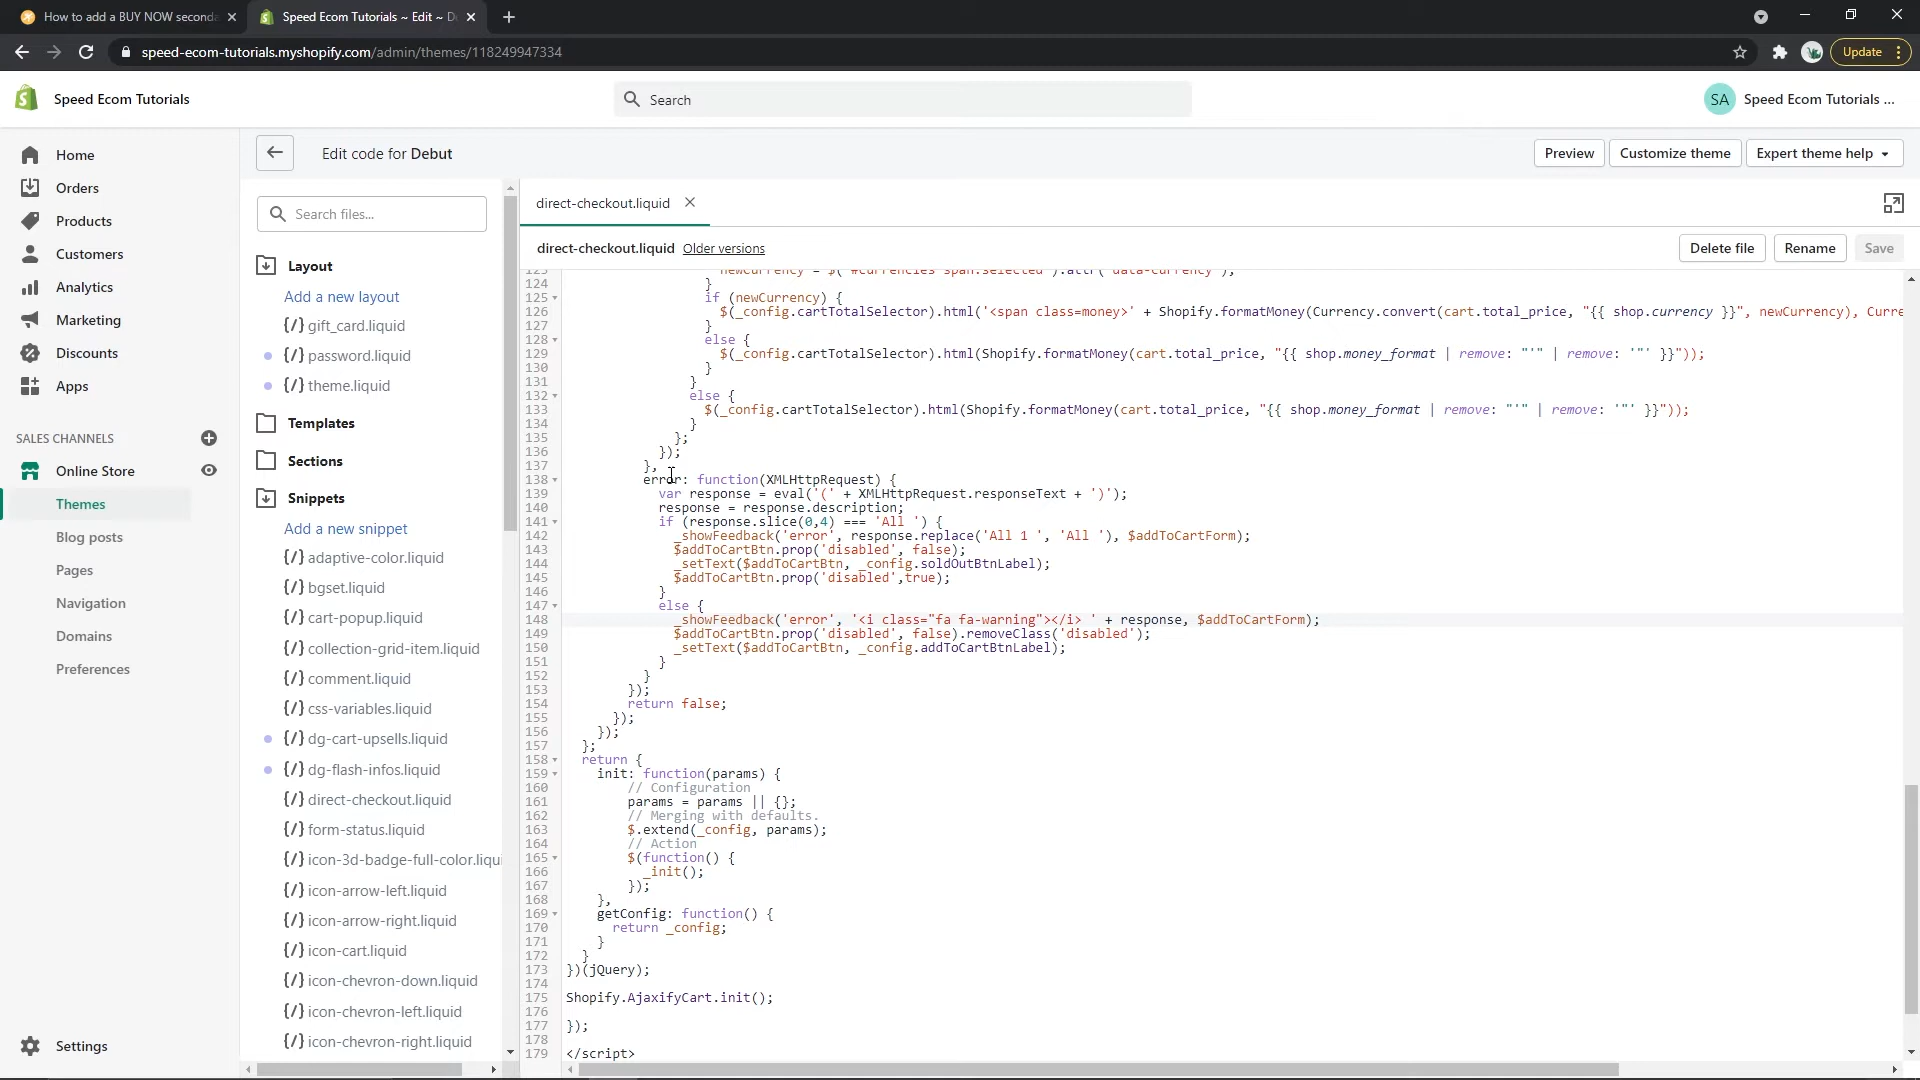 How to add a BUY NOW seconda
Speed Ecom Tutorials ~ Edit ~ D
speed-ecom-tutorials.myshopify.com/admin/themes/118249947334
Update
Speed Ecom Tutorials
Search
SA
Speed Ecom Tutorials ...
Home
Orders
Products
Customers
Analytics
Marketing
Discounts
Apps
SALES CHANNELS
Online Store
Themes
Blog posts
Pages
Navigation
Domains
Preferences
Settings
Edit code for Debut
Preview
Customize theme
Expert theme help
Search files...
Layout
Add a new layout
{/} gift_card.liquid
{/} password.liquid
{/} theme.liquid
Templates
Sections
Snippets
Add a new snippet
{/} adaptive-color.liquid
{/} bgset.liquid
{/} cart-popup.liquid
{/} collection-grid-item.liquid
{/} comment.liquid
{/} css-variables.liquid
{/} dg-cart-upsells.liquid
{/} dg-flash-infos.liquid
{/} direct-checkout.liquid
{/} form-status.liquid
{/} icon-3d-badge-full-color.liqui
{/} icon-arrow-left.liquid
{/} icon-arrow-right.liquid
{/} icon-cart.liquid
{/} icon-chevron-down.liquid
{/} icon-chevron-left.liquid
{/} icon-chevron-right.liquid
direct-checkout.liquid
direct-checkout.liquid Older versions
Delete file
Rename
Save
123 newCurrency = $('#currencies span.selected').attr('data-currency');
124 }
125 if (newCurrency) {
126 $(_config.cartTotalSelector).html('<span class=money>' + Shopify.formatMoney(Currency.convert(cart.total_price, "{{ shop.currency }}", newCurrency), Curre
127 }
128 else {
129 $(_config.cartTotalSelector).html(Shopify.formatMoney(cart.total_price, "{{ shop.money_format | remove: "'" | remove: '"' }}"));
130 }
131 }
132 else {
133 $(_config.cartTotalSelector).html(Shopify.formatMoney(cart.total_price, "{{ shop.money_format | remove: "'" | remove: '"' }}"));
134 }
135 };
136 });
137 },
138 error: function(XMLHttpRequest) {
139 var response = eval('(' + XMLHttpRequest.responseText + ')');
140 response = response.description;
141 if (response.slice(0,4) === 'All ') {
142 _showFeedback('error', response.replace('All 1 ', 'All '), $addToCartForm);
143 $addToCartBtn.prop('disabled', false);
144 _setText($addToCartBtn, _config.soldOutBtnLabel);
145 $addToCartBtn.prop('disabled',true);
146 }
147 else {
148 _showFeedback('error', '<i class="fa fa-warning"></i> ' + response, $addToCartForm);
149 $addToCartBtn.prop('disabled', false).removeClass('disabled');
150 _setText($addToCartBtn, _config.addToCartBtnLabel);
151 }
152 }
153 });
154 return false;
155 });
156 });
157 };
158 return {
159 init: function(params) {
160 // Configuration
161 params = params || {};
162 // Merging with defaults.
163 $.extend(_config, params);
164 // Action
165 $(function() {
166 _init();
167 });
168 },
169 getConfig: function() {
170 return _config;
171 }
172 }
173 })(jQuery);
174
175 Shopify.AjaxifyCart.init();
176
177 });
178
179 </script>